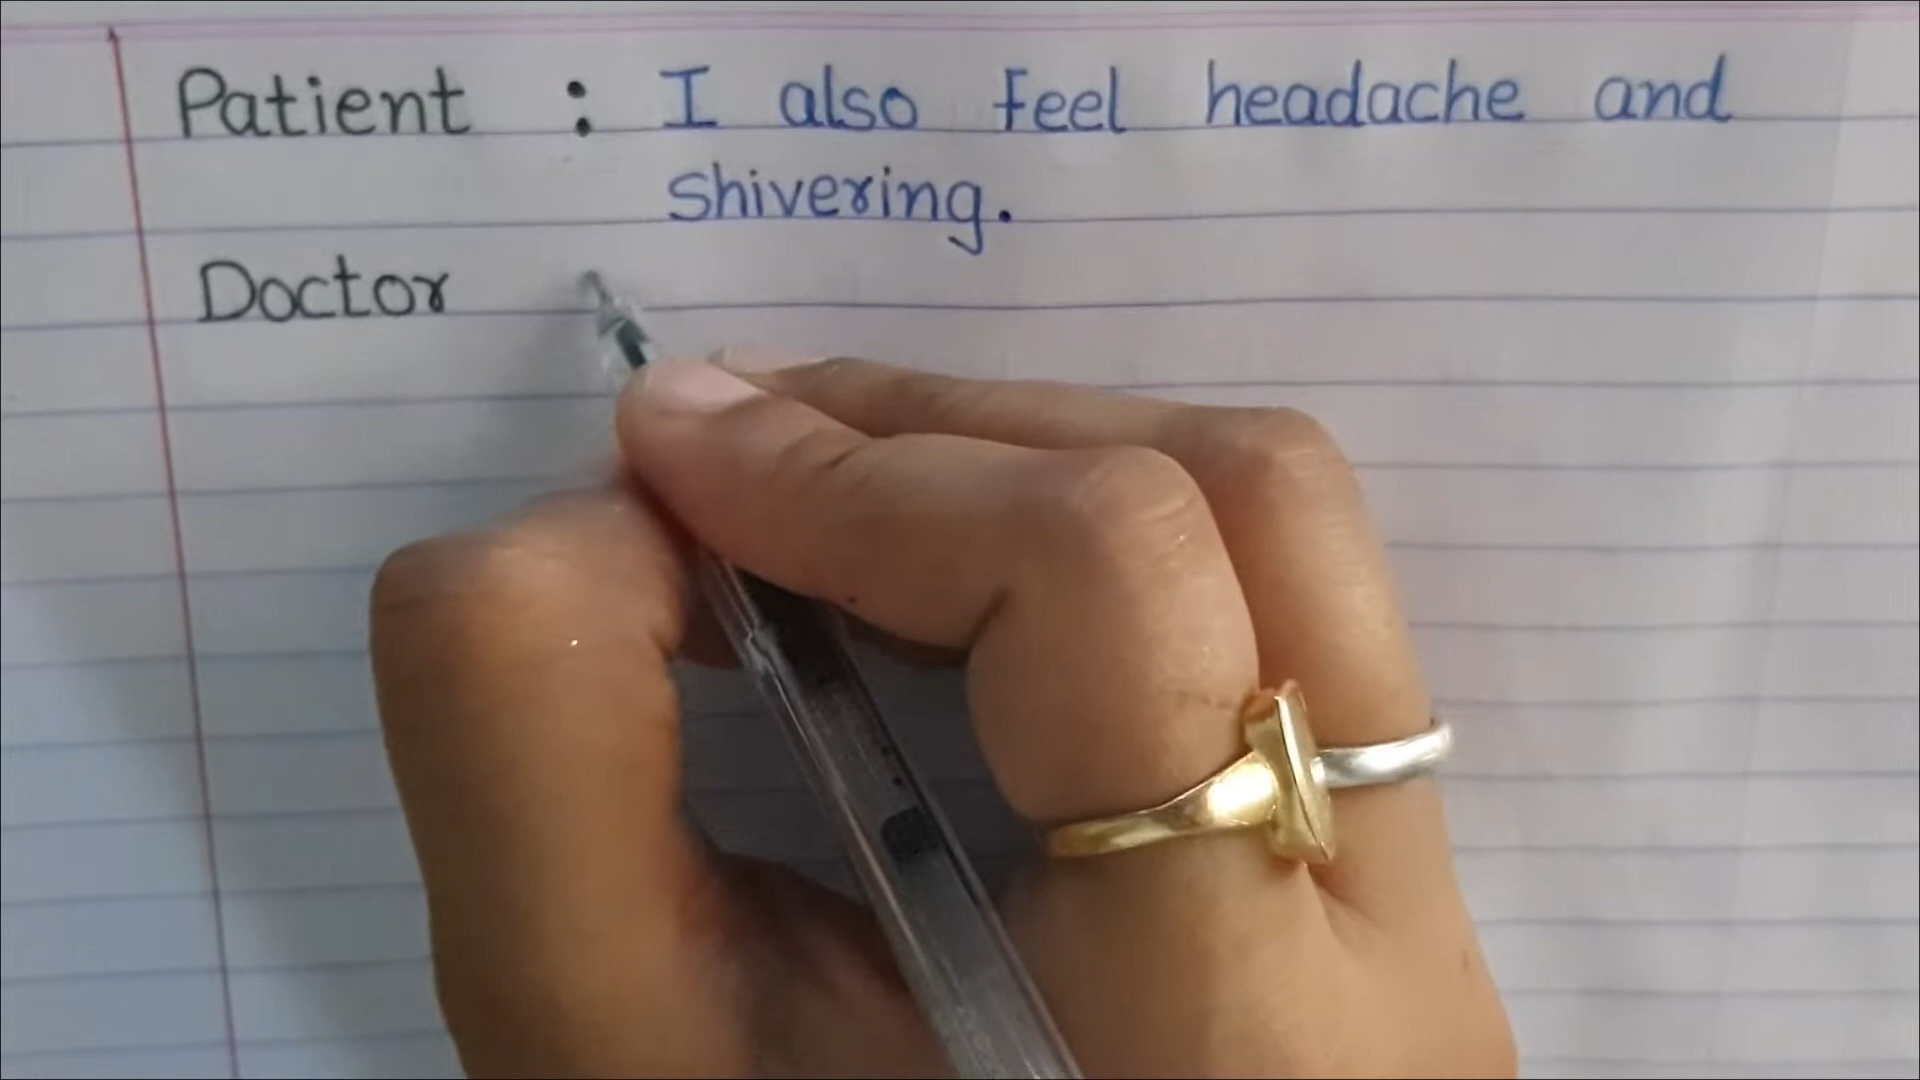 Patient : I also feel headache and
shivering.
Doctor